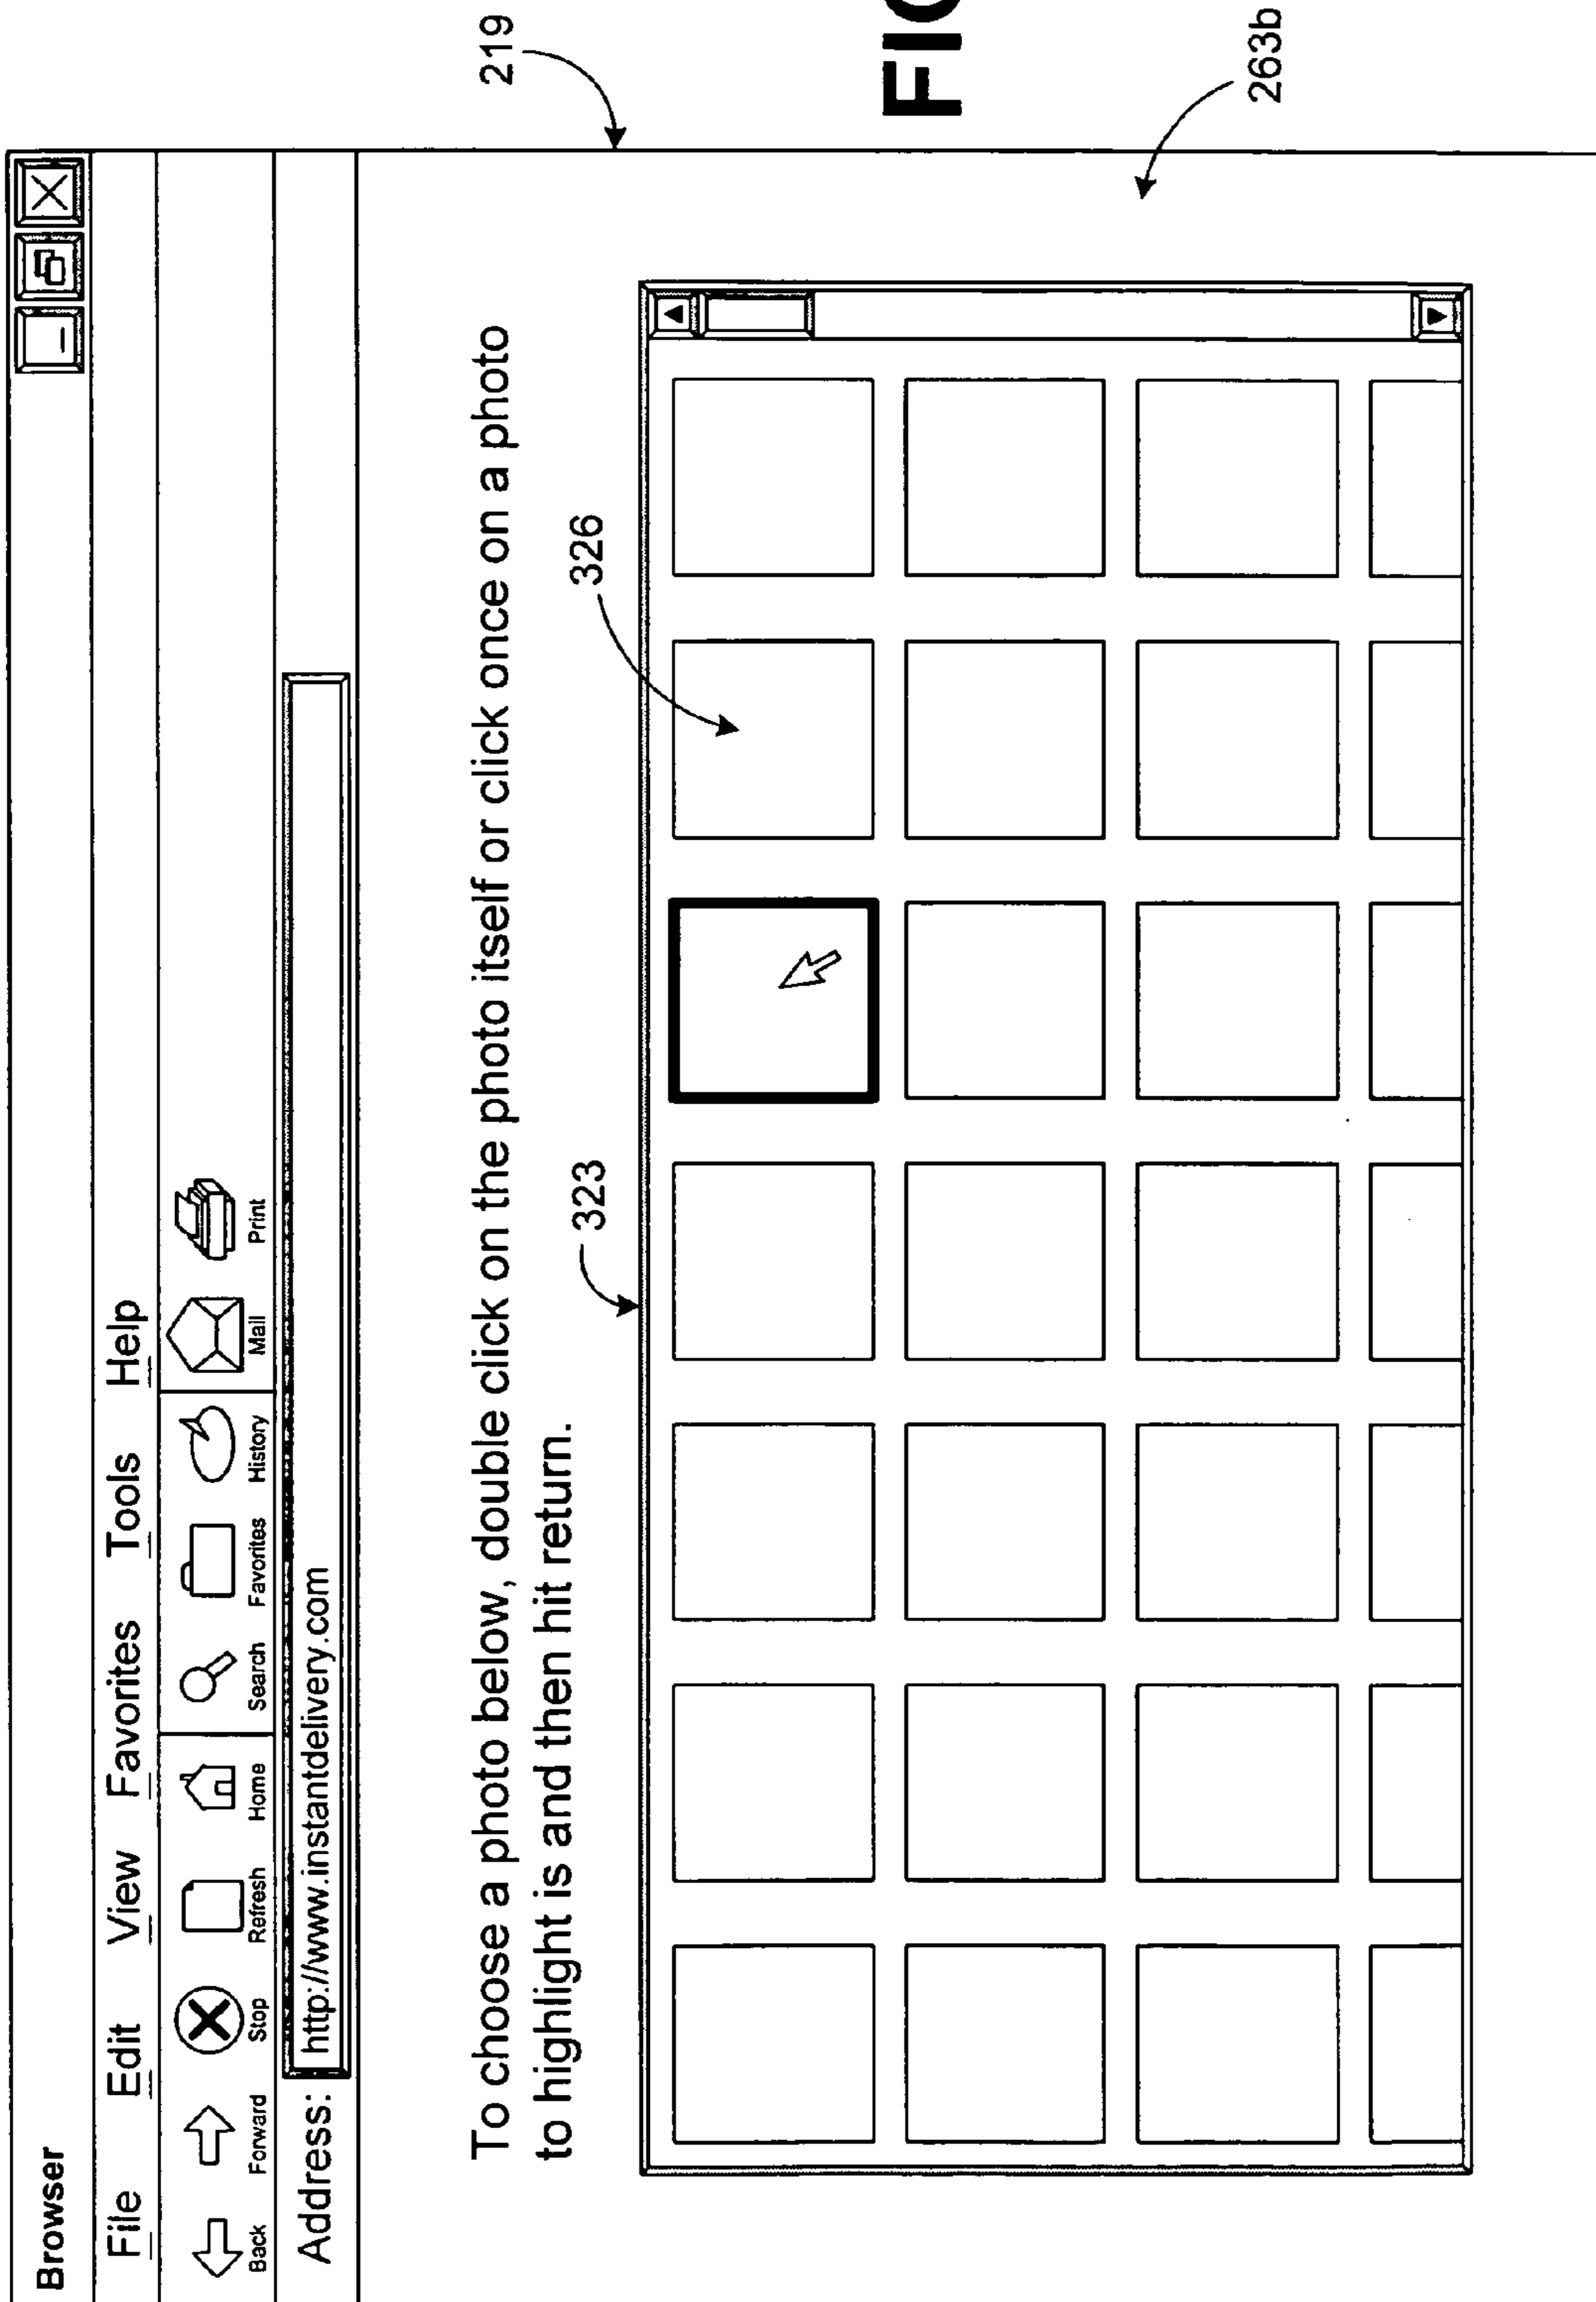 Browser
File Edit View Favorites Tools Help
Back Forward Stop Refresh Home Search Favorites History Mail Print
Address: http://www.instantdelivery.com
219
To choose a photo below, double click on the photo itself or click once on a photo
to highlight is and then hit return.
323
326
263b